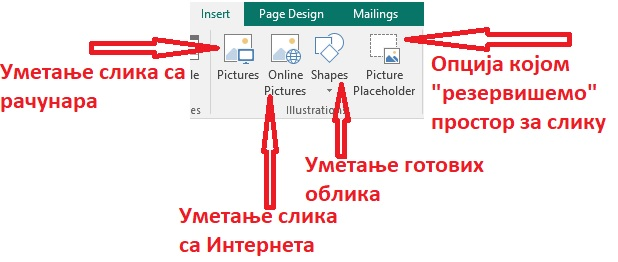 Insert Page Design Mailings
Уметање слика са
рачунара
Pictures
Online
Pictures
Shapes
Picture
Placeholder
Illustrations
Опција којом
"резервишемо"
простор за слику
Уметање готових
облика
Уметање слика
са Интернета